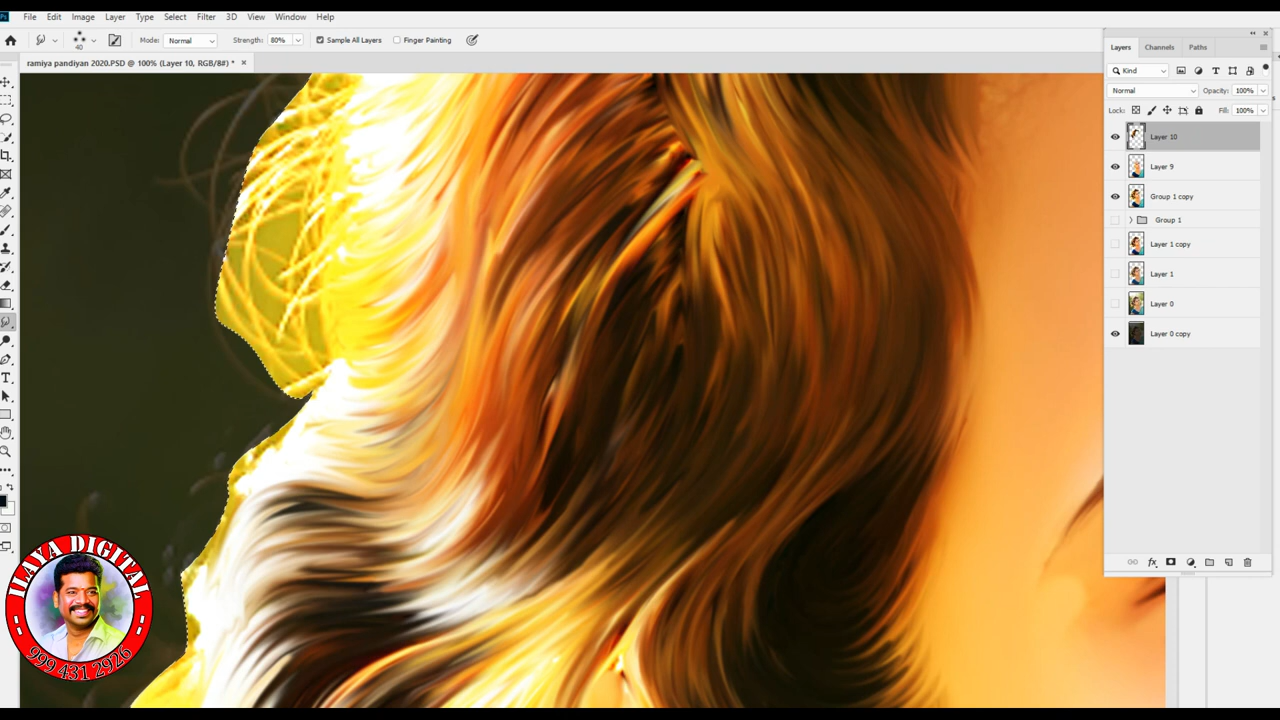 Ps File Edit Image Layer Type Select Filter 3D View Window Help
40 Mode: Normal Strength: 80% Sample All Layers Finger Painting
ramiya pandiyan 2020.PSD @ 100% (Layer 10, RGB/8#) * ×
Layers Channels Paths
Kind
Normal Opacity: 100%
Lock: Fill: 100%
Layer 10
Layer 9
Group 1 copy
Group 1
Layer 1 copy
Layer 1
Layer 0
Layer 0 copy
fx
ILAYA DIGITAL
999 431 2926